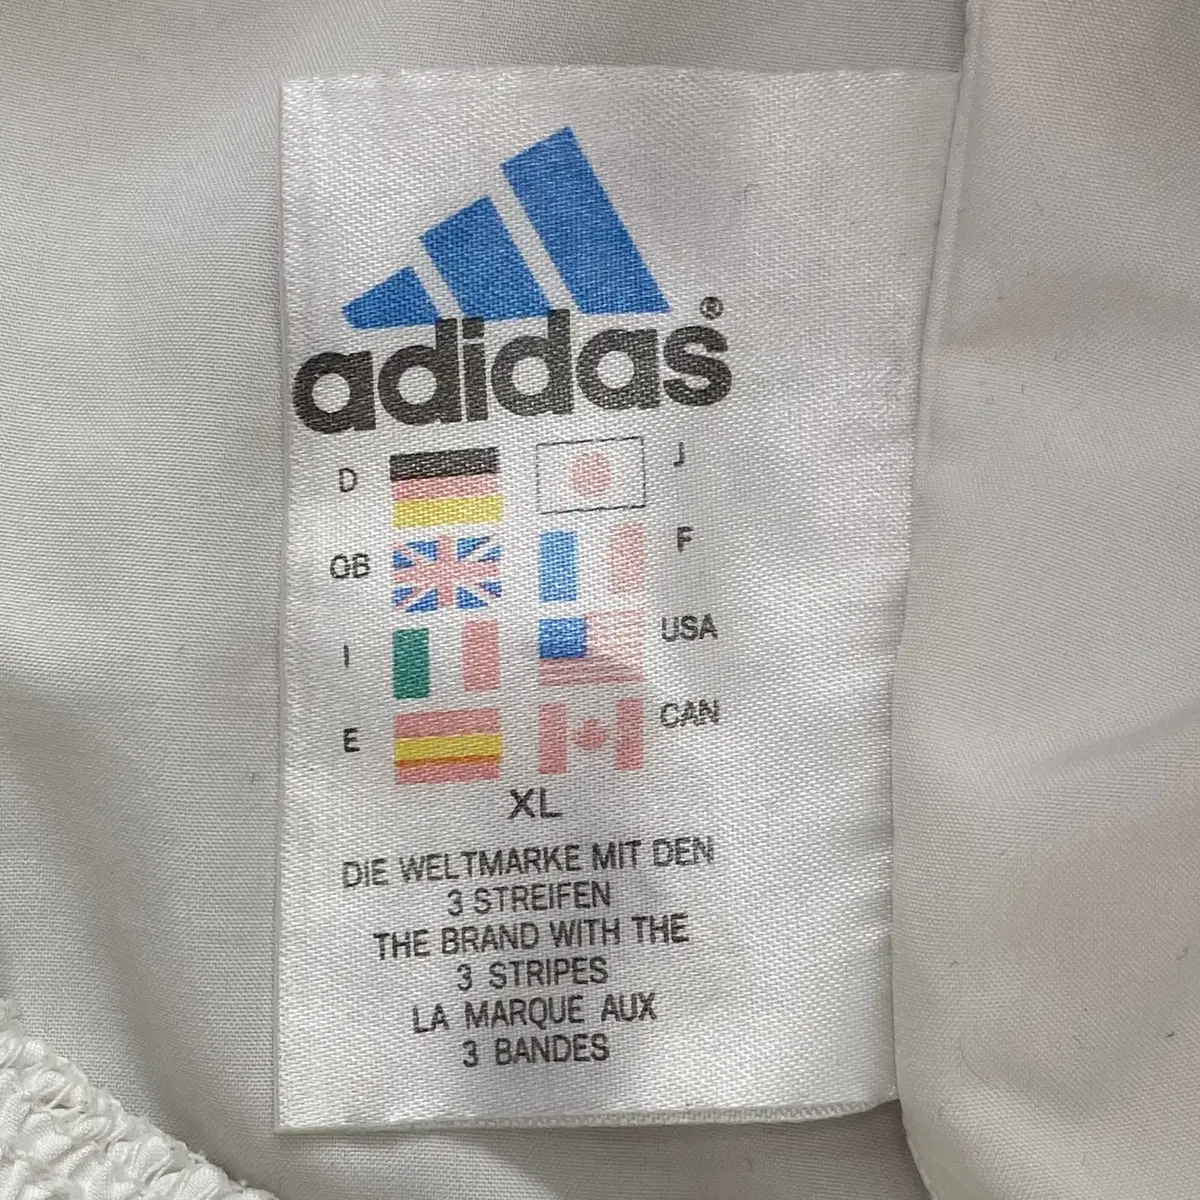 adidas®
D J
GB F
I USA
E CAN
XL
DIE WELTMARKE MIT DEN
3 STREIFEN
THE BRAND WITH THE
3 STRIPES
LA MARQUE AUX
3 BANDES